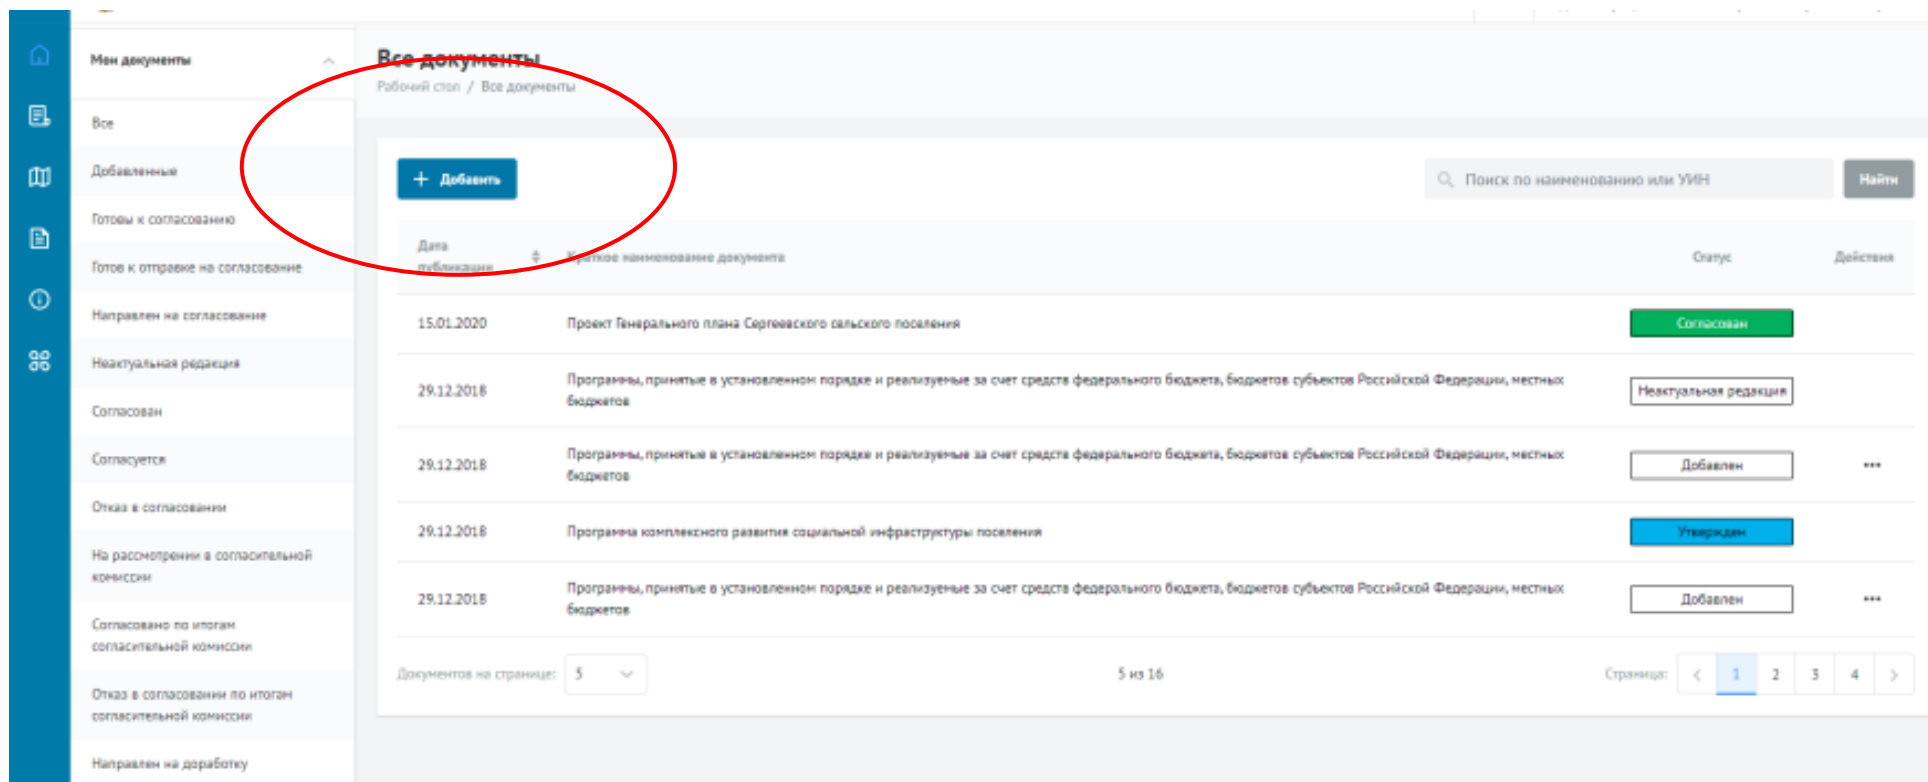 Мои документы
Все
Добавленные
Готовы к согласованию
Готов к отправке на согласование
Направлен на согласование
Неактуальная редакция
Согласован
Согласуется
Отказ в согласовании
На рассмотрении в согласительной
комиссии
Согласовано по итогам
согласительной комиссии
Отказ в согласовании по итогам
согласительной комиссии
Направлен на доработку
Все документы
Рабочий стол / Все документы
+ Добавить
Поиск по наименованию или УИН
Найти
Дата
публикации
Краткое наименование документа
Статус
Действия
15.01.2020
Проект Генерального плана Сергеевского сельского поселения
Согласован
29.12.2018
Программы, принятые в установленном порядке и реализуемые за счет средств федерального бюджета, бюджетов субъектов Российской Федерации, местных
бюджетов
Неактуальная редакция
29.12.2018
Программы, принятые в установленном порядке и реализуемые за счет средств федерального бюджета, бюджетов субъектов Российской Федерации, местных
бюджетов
Добавлен
29.12.2018
Программа комплексного развития социальной инфраструктуры поселения
Утвержден
29.12.2018
Программы, принятые в установленном порядке и реализуемые за счет средств федерального бюджета, бюджетов субъектов Российской Федерации, местных
бюджетов
Добавлен
Документов на странице: 5
5 из 16
Страница: < 1 2 3 4 >